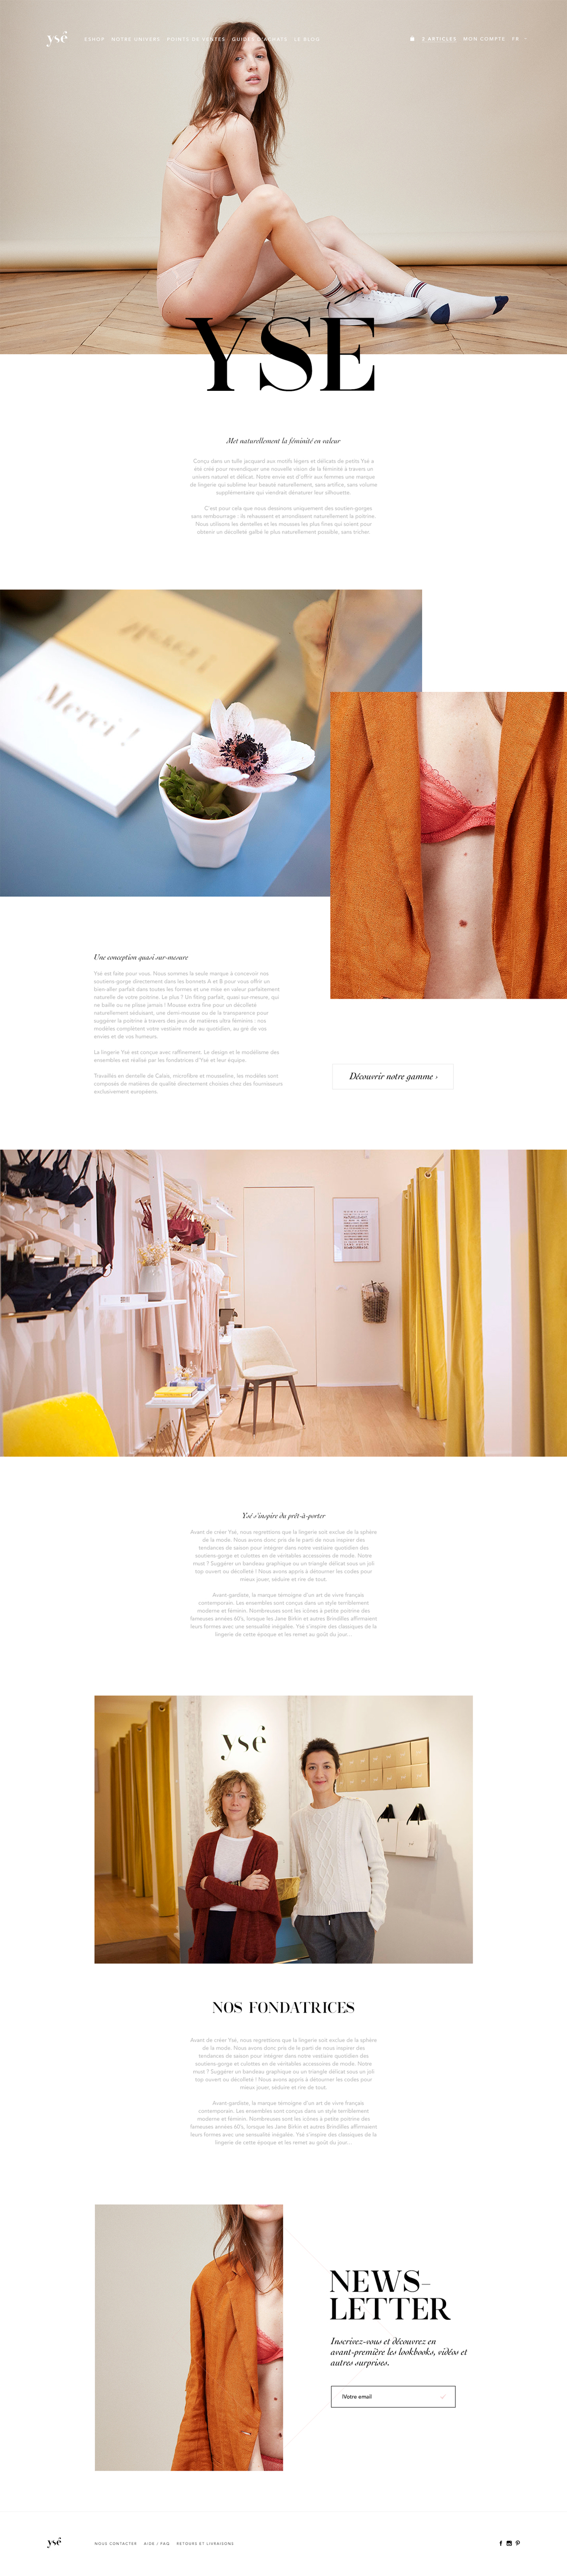 ysé
ESHOP NOTRE UNIVERS POINTS DE VENTES GUIDES D'ACHATS LE BLOG
2 ARTICLES MON COMPTE FR
YSE
Met naturellement la féminité en valeur
Conçu dans un tulle jacquard aux motifs légers et délicats de petite Ysé a
été créé pour revendiquer une nouvelle vision de la féminité à travers un
univers naturel et délicat. Notre envie est d'offrir aux femmes une marque
de lingerie qui sublime leur beauté naturellement, sans artifice, sans volume
supplémentaire qui viendrait dénaturer leur silhouette.
C'est pour cela que nous dessinons uniquement des soutien-gorges
sans rembourrage : ils rehaussent et arrondissent naturellement la poitrine.
Nous utilisons les dentelles et les mousses les plus fines qui soient pour
obtenir un décolleté galbé le plus naturellement possible, sans tricher.
Merci !
Merci !
Une conception quasi sur-mesure
Ysé est faite pour vous. Nous sommes la seule marque à concevoir nos
soutiens-gorge directement dans les bonnets A et B pour vous offrir un
bien-aller parfait dans toutes les formes et une mise en valeur parfaitement
naturelle de votre poitrine. Le plus ? Un fitting parfait, quasi sur-mesure, qui
ne baille ou ne plisse jamais ! Mousse extra fine pour un décolleté
naturellement séduisant, une demi-mousse ou de la transparence pour
suggérer la poitrine à travers des jeux de matières ultra féminins : nos
modèles complètent votre vestiaire mode au quotidien, au gré de vos
envies et de vos humeurs.
La lingerie Ysé est conçue avec raffinement. Le design et le modélisme des
ensembles est réalisé par les fondatrices d'Ysé et leur équipe.
Travaillés en dentelle de Calais, microfibre et mousseline, les modèles sont
composés de matières de qualité directement choisies chez des fournisseurs
exclusivement européens.
Découvrir notre gamme ›
Ysé s'inspire du prêt-à-porter
Avant de créer Ysé, nous regrettions que la lingerie soit exclue de la sphère
de la mode. Nous avons donc pris de le parti de nous inspirer des
tendances de saison pour intégrer dans notre vestiaire quotidien des
soutiens-gorge et culottes en de véritables accessoires de mode. Notre
must ? Suggérer un bandeau graphique ou un triangle délicat sous un joli
top ouvert ou décolleté ! Nous avons appris à détourner les codes pour
mieux jouer, séduire et rire de tout.
Avant-gardiste, la marque témoigne d'un art de vivre français
contemporain. Les ensembles sont conçus dans un style terriblement
moderne et féminin. Nombreuses sont les icônes à petite poitrine des
fameuses années 60's, lorsque les Jane Birkin et autres Brindilles affirmaient
leurs formes avec une sensualité inégalée. Ysé s'inspire des classiques de la
lingerie de cette époque et les remet au goût du jour...
ysé
NOS FONDATRICES
Avant de créer Ysé, nous regrettions que la lingerie soit exclue de la sphère
de la mode. Nous avons donc pris de le parti de nous inspirer des
tendances de saison pour intégrer dans notre vestiaire quotidien des
soutiens-gorge et culottes en de véritables accessoires de mode. Notre
must ? Suggérer un bandeau graphique ou un triangle délicat sous un joli
top ouvert ou décolleté ! Nous avons appris à détourner les codes pour
mieux jouer, séduire et rire de tout.
Avant-gardiste, la marque témoigne d'un art de vivre français
contemporain. Les ensembles sont conçus dans un style terriblement
moderne et féminin. Nombreuses sont les icônes à petite poitrine des
fameuses années 60's, lorsque les Jane Birkin et autres Brindilles affirmaient
leurs formes avec une sensualité inégalée. Ysé s'inspire des classiques de la
lingerie de cette époque et les remet au goût du jour...
NEWS-
LETTER
Inscrivez-vous et découvrez en
avant-première les lookbooks, vidéos et
autres surprises.
Votre email
ysé
NOUS CONTACTER AIDE / FAQ RETOURS ET LIVRAISONS